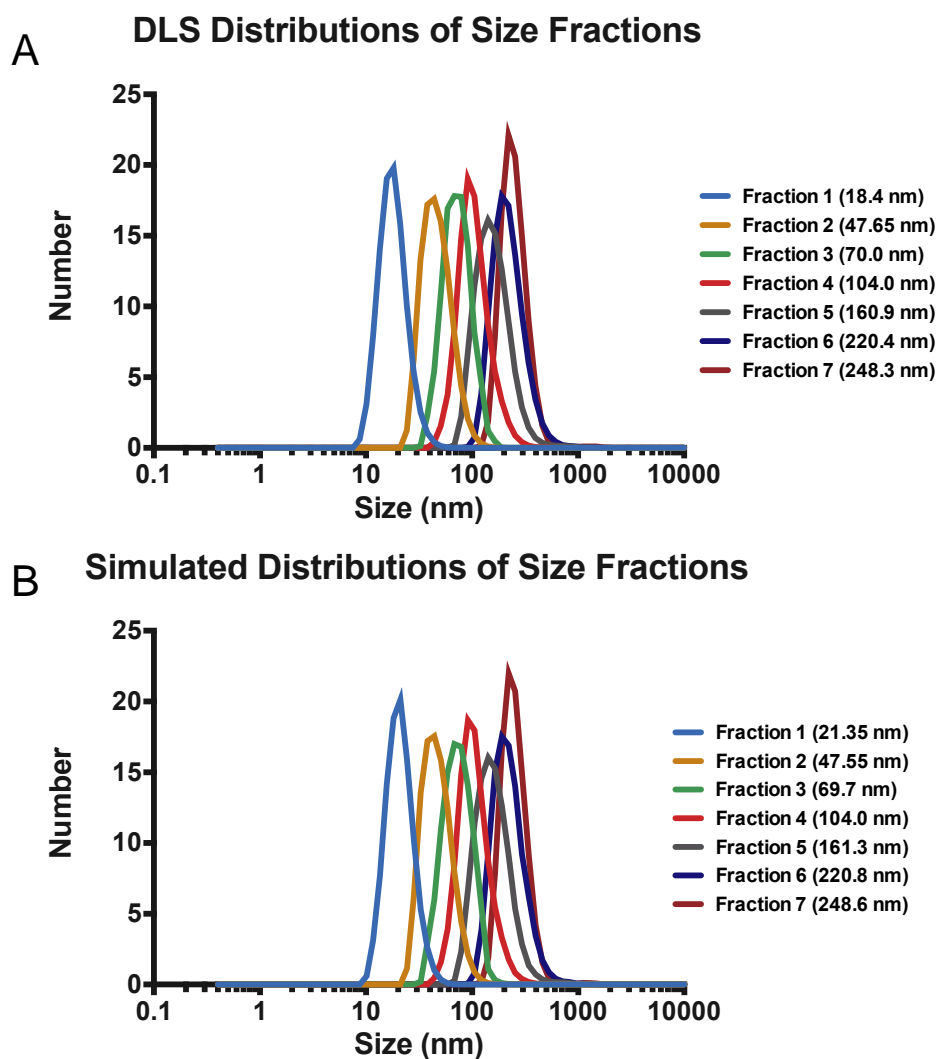 A
DLS Distributions of Size Fractions
25
20
15
10
5
0
Number
0.1 1 10 100 1000 10000
Size (nm)
Fraction 1 (18.4 nm)
Fraction 2 (47.65 nm)
Fraction 3 (70.0 nm)
Fraction 4 (104.0 nm)
Fraction 5 (160.9 nm)
Fraction 6 (220.4 nm)
Fraction 7 (248.3 nm)
B
Simulated Distributions of Size Fractions
25
20
15
10
5
0
Number
0.1 1 10 100 1000 10000
Size (nm)
Fraction 1 (21.35 nm)
Fraction 2 (47.55 nm)
Fraction 3 (69.7 nm)
Fraction 4 (104.0 nm)
Fraction 5 (161.3 nm)
Fraction 6 (220.8 nm)
Fraction 7 (248.6 nm)